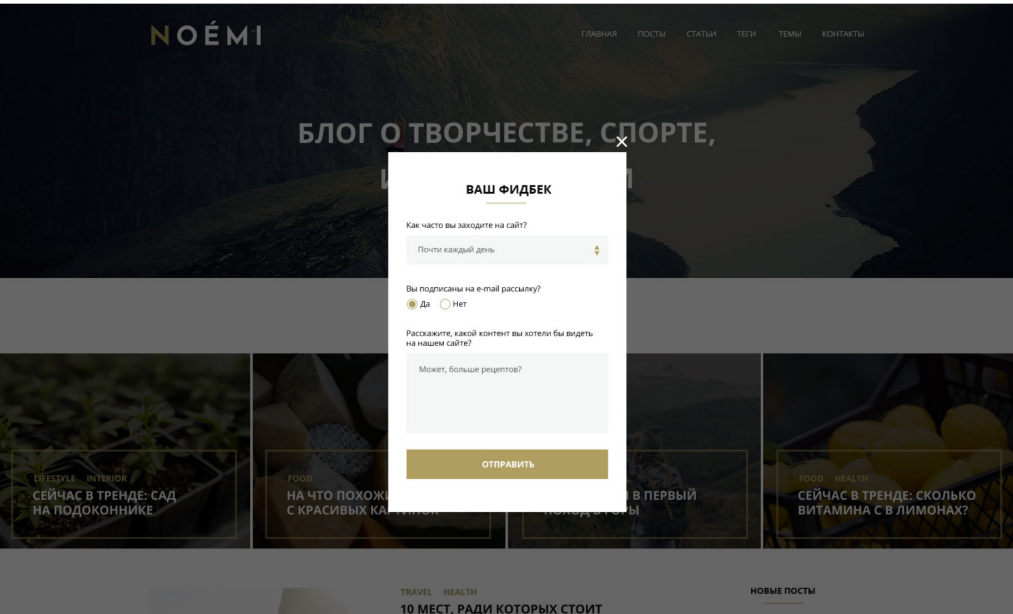 NOÉMI
ГЛАВНАЯ ПОСТЫ СТАТЬИ ТЕГИ ТЕМЫ КОНТАКТЫ
БЛОГ О ТВОРЧЕСТВЕ, СПОРТЕ,
ВАШ ФИДБЕК
Как часто вы заходите на сайт?
Почти каждый день
Вы подписаны на e-mail рассылку?
Да Нет
Расскажите, какой контент вы хотели бы видеть
на нашем сайте?
Может, больше рецептов?
ОТПРАВИТЬ
LIFESTYLE INTERIOR
СЕЙЧАС В ТРЕНДЕ: САД
НА ПОДОКОННИКЕ
FOOD
НА ЧТО
С КРАСИВЫХ
В ПЕРВЫЙ
FOOD HEALTH
СЕЙЧАС В ТРЕНДЕ: СКОЛЬКО
ВИТАМИНА С В ЛИМОНАХ?
TRAVEL HEALTH
10 МЕСТ, РАДИ КОТОРЫХ СТОИТ
НОВЫЕ ПОСТЫ